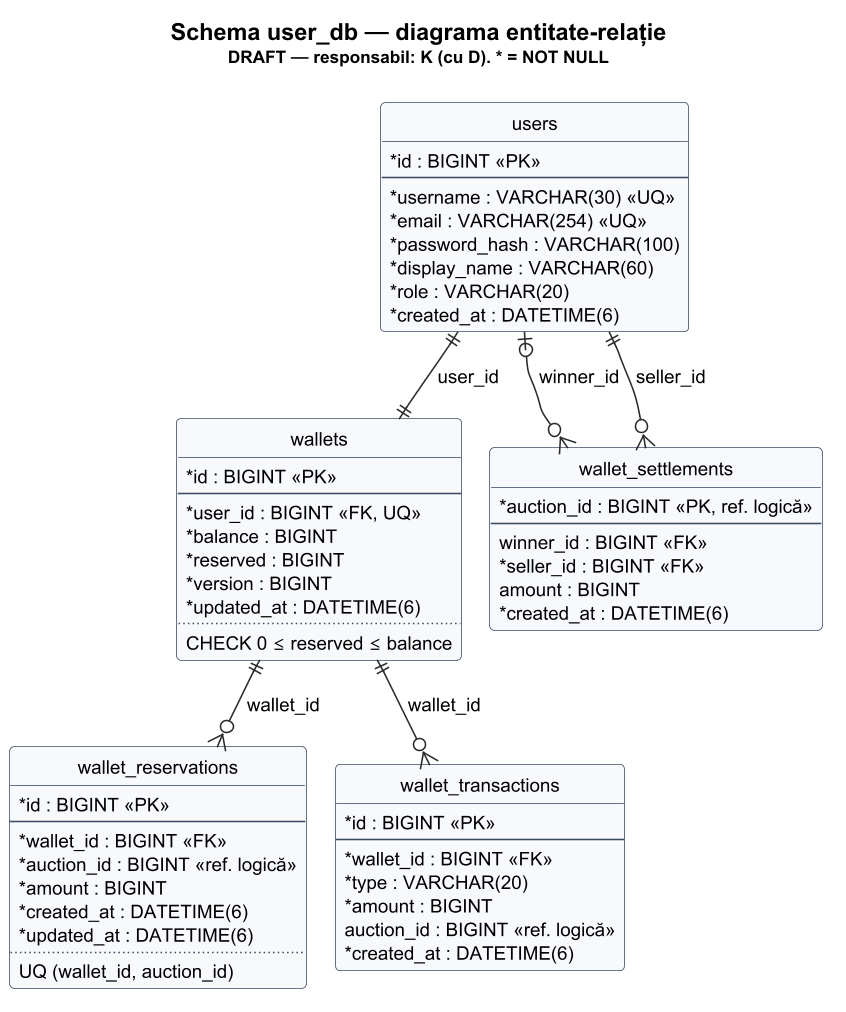 Schema user_db — diagrama entitate-relație
DRAFT — responsabil: K (cu D). * = NOT NULL
users
*id : BIGINT «PK»
*username : VARCHAR(30) «UQ»
*email : VARCHAR(254) «UQ»
*password_hash : VARCHAR(100)
*display_name : VARCHAR(60)
*role : VARCHAR(20)
*created_at : DATETIME(6)
user_id
winner_id
seller_id
wallets
*id : BIGINT «PK»
*user_id : BIGINT «FK, UQ»
*balance : BIGINT
*reserved : BIGINT
*version : BIGINT
*updated_at : DATETIME(6)
CHECK 0 ≤ reserved ≤ balance
wallet_settlements
*auction_id : BIGINT «PK, ref. logică»
winner_id : BIGINT «FK»
*seller_id : BIGINT «FK»
amount : BIGINT
*created_at : DATETIME(6)
wallet_id
wallet_id
wallet_reservations
*id : BIGINT «PK»
*wallet_id : BIGINT «FK»
*auction_id : BIGINT «ref. logică»
*amount : BIGINT
*created_at : DATETIME(6)
*updated_at : DATETIME(6)
UQ (wallet_id, auction_id)
wallet_transactions
*id : BIGINT «PK»
*wallet_id : BIGINT «FK»
*type : VARCHAR(20)
*amount : BIGINT
auction_id : BIGINT «ref. logică»
*created_at : DATETIME(6)